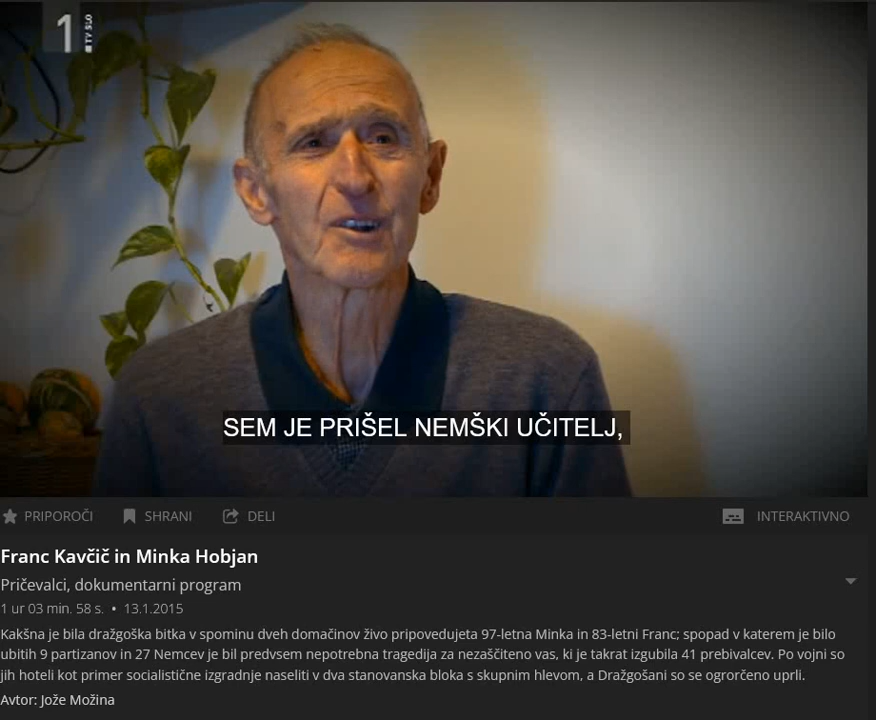 1
TV SLO
SEM JE PRIŠEL NEMŠKI UČITELJ,
PRIPOROČI SHRANI DELI INTERAKTIVNO
Franc Kavčič in Minka Hobjan
Pričevalci, dokumentarni program
1 ur 03 min. 58 s. • 13.1.2015
Kakšna je bila dražgoška bitka v spominu dveh domačinov živo pripovedujeta 97-letna Minka in 83-letni Franc; spopad v katerem je bilo
ubitih 9 partizanov in 27 Nemcev je bil predvsem nepotrebna tragedija za nezaščiteno vas, ki je takrat izgubila 41 prebivalcev. Po vojni so
jih hoteli kot primer socialistične izgradnje naseliti v dva stanovanska bloka s skupnim hlevom, a Dražgošani so se ogrorčeno uprli.
Avtor: Jože Možina